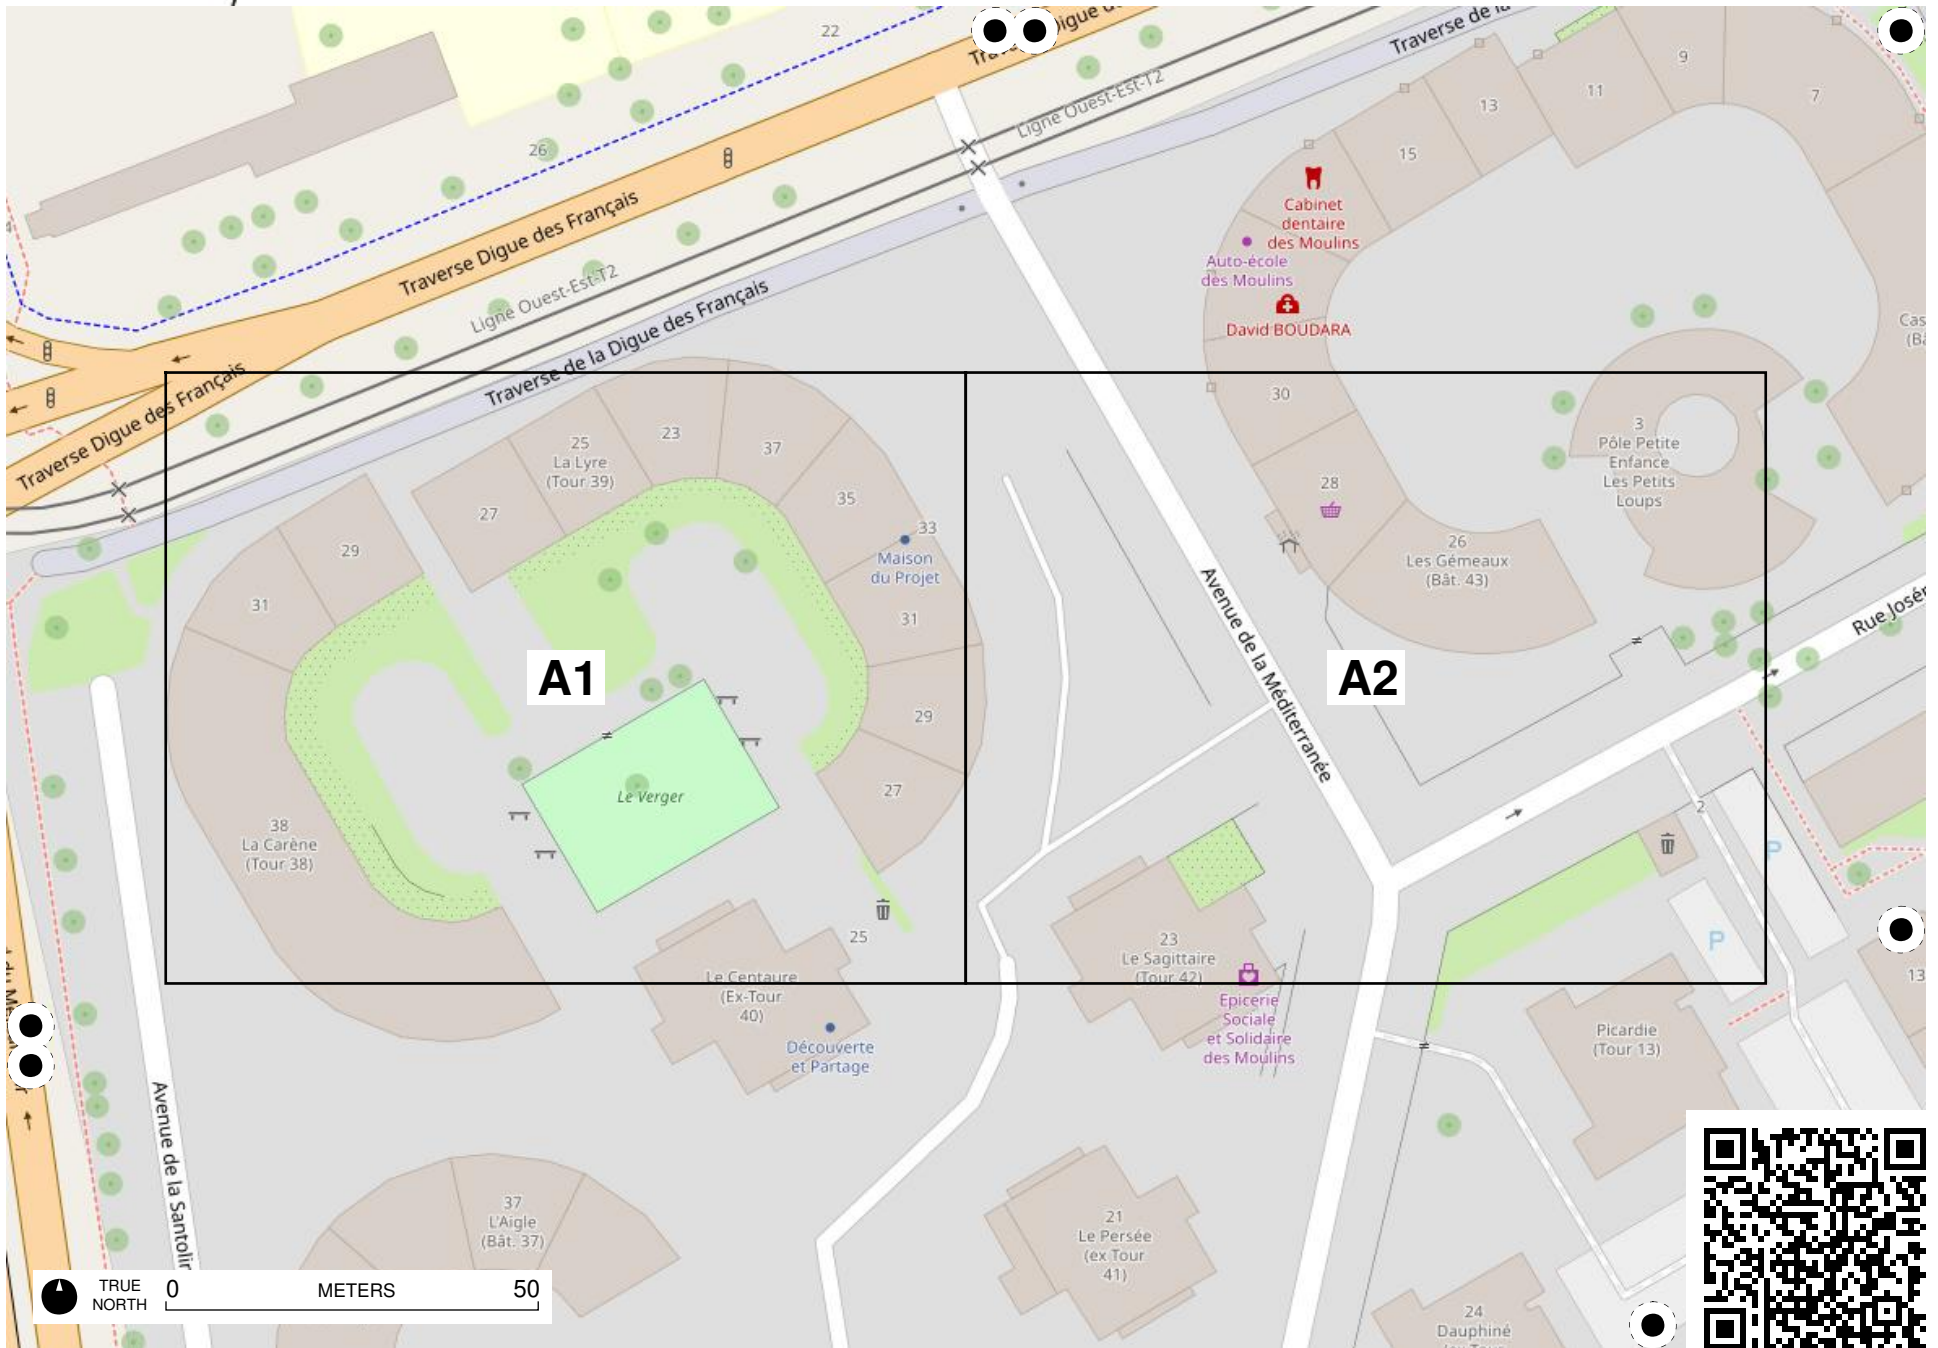 22
Traverse de la
9
7
11
13
15
Ligne Ouest-Est-T2
26
Cabinet
dentaire
des Moulins
Auto-école
des Moulins
David BOUDARA
Traverse Digue des Français
Ligne Ouest-Est-T2
Traverse de la Digue des Français
Traverse Digue des Français
30
28
26
Les Gémeaux
(Bât. 43)
3
Pôle Petite
Enfance
Les Petits
Loups
23
25
La Lyre
(Tour 39)
37
27
35
33
Maison
du Projet
29
31
31
A1
A2
29
27
Avenue de la Méditerranée
Le Verger
38
La Carène
(Tour 38)
2
P
P
25
Le Centaure
(Ex-Tour
40)
Découverte
et Partage
23
Le Sagittaire
(Tour 42)
Epicerie
Sociale
et Solidaire
des Moulins
Picardie
(Tour 13)
13
37
L'Aigle
(Bât. 37)
21
Le Persée
(ex Tour
41)
24
Dauphiné
TRUE
NORTH
0 METERS 50